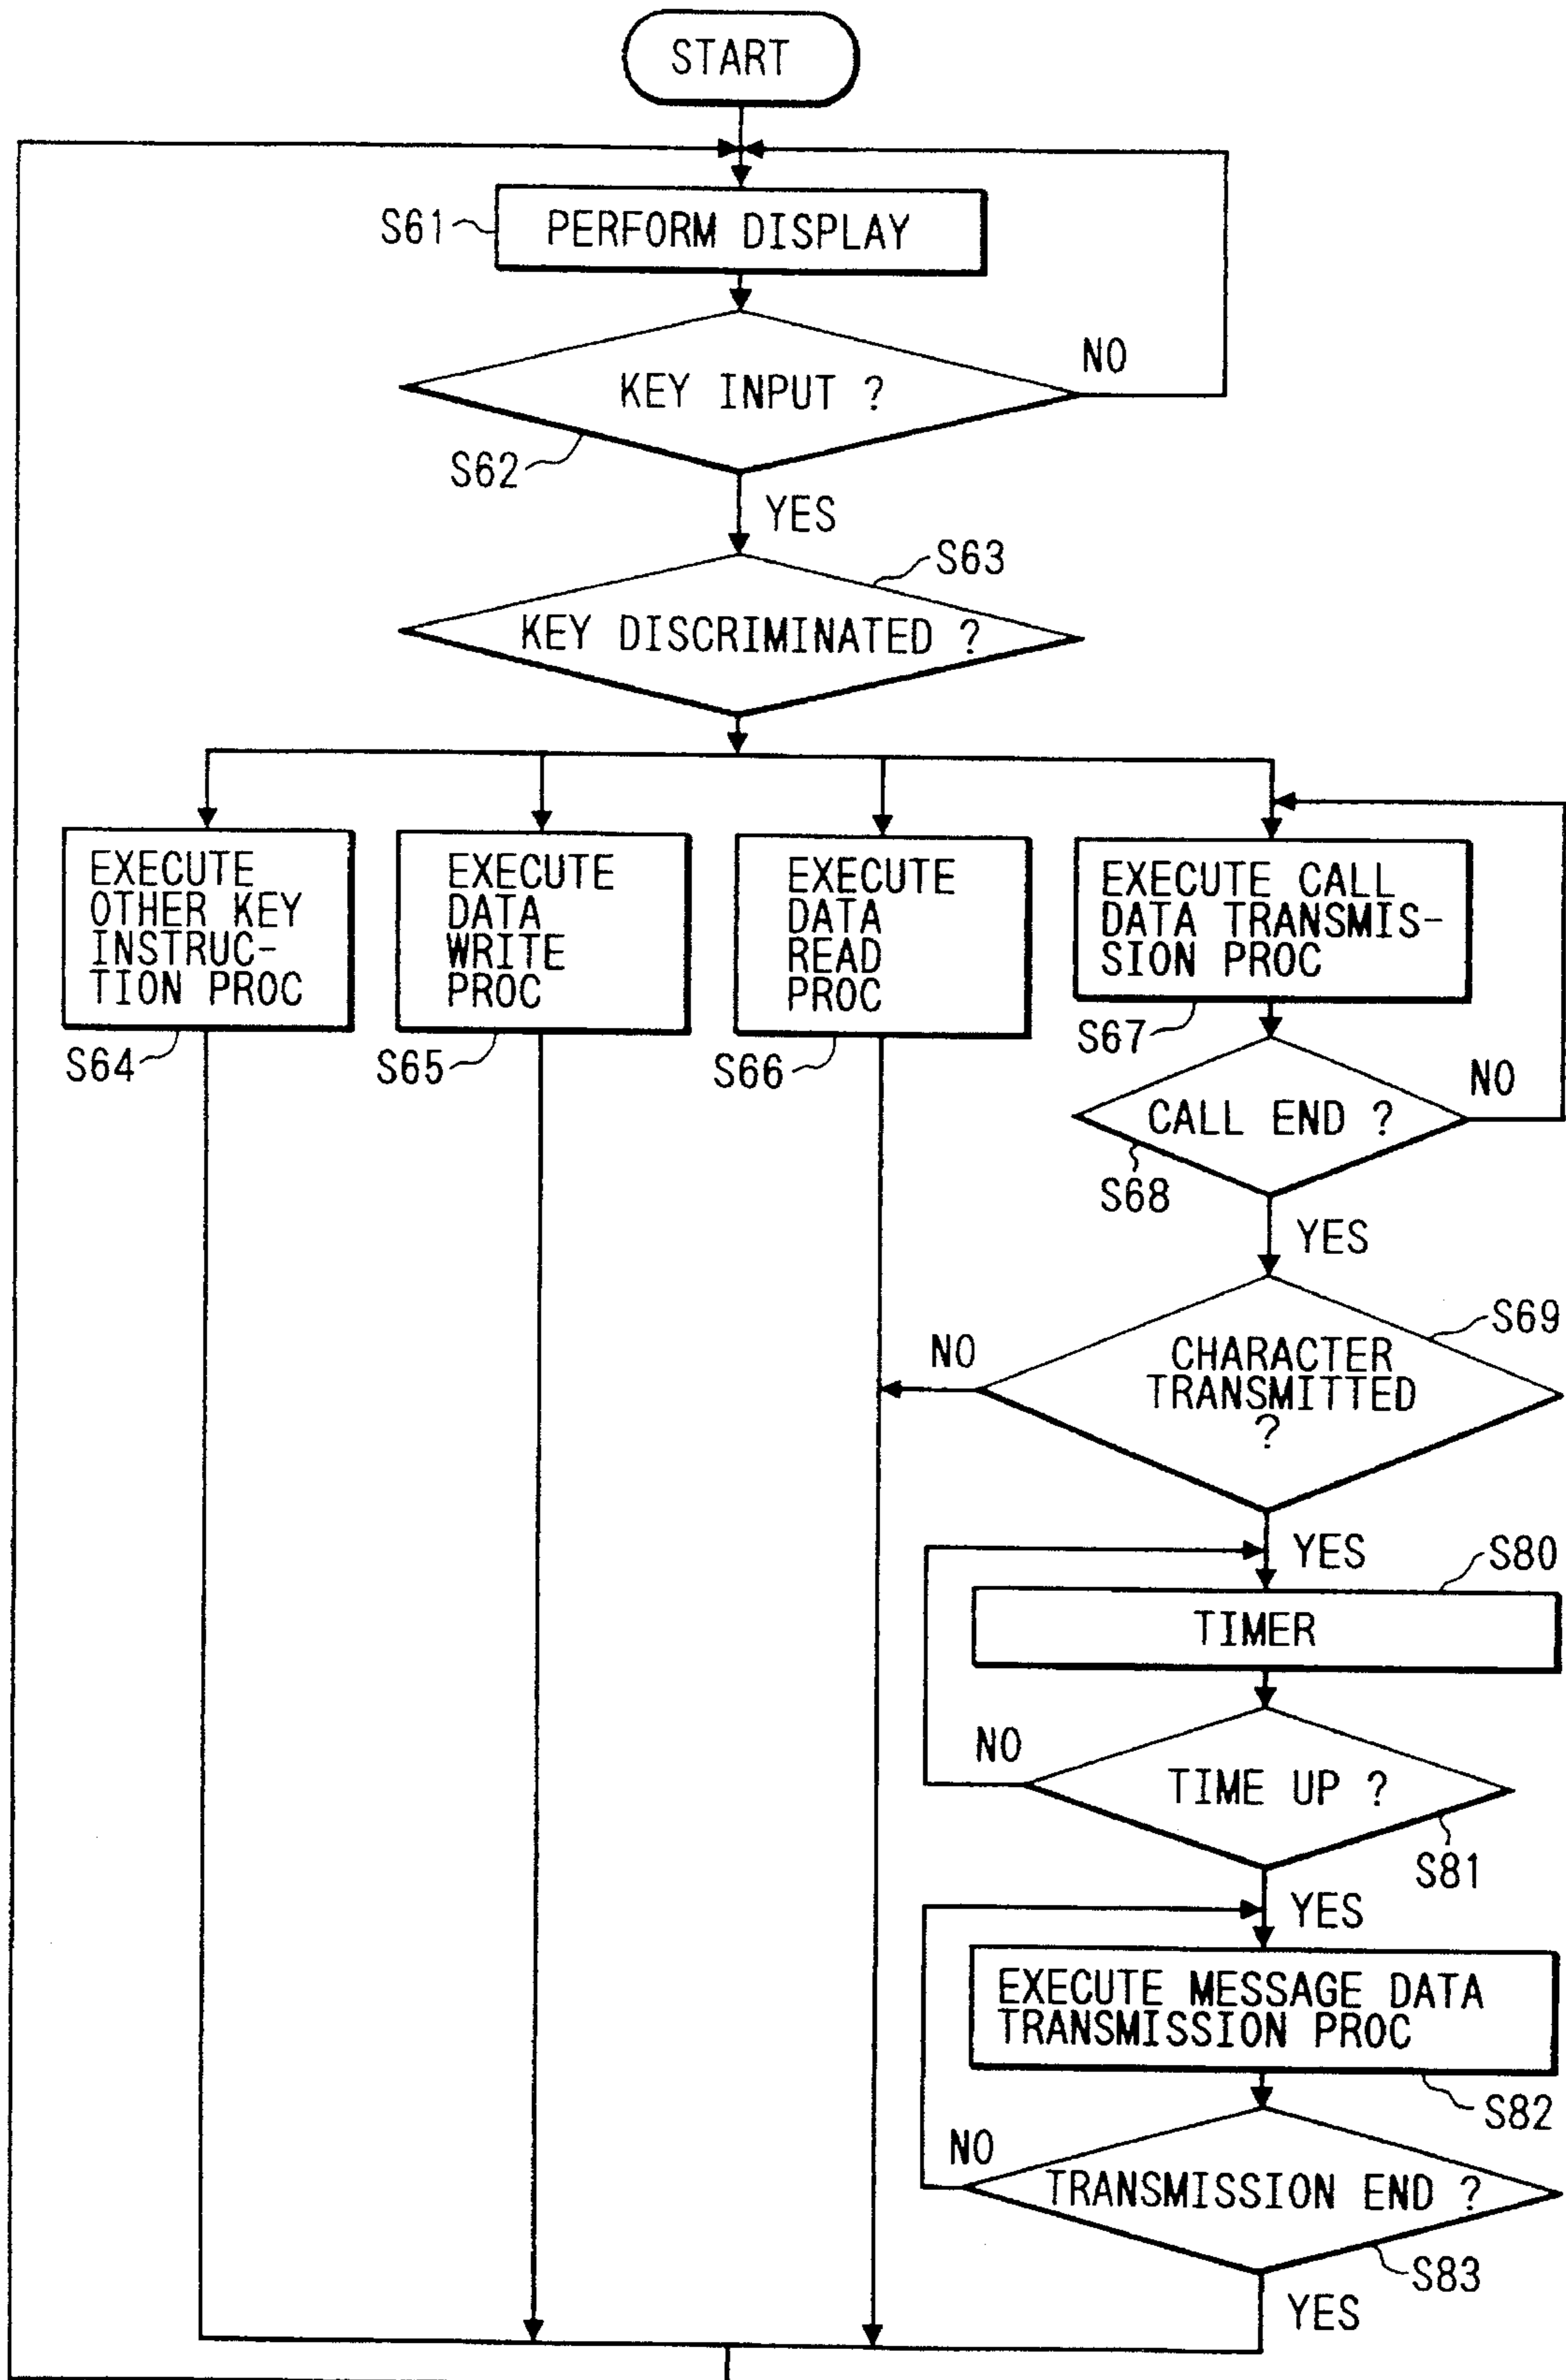 START
S61
PERFORM DISPLAY
NO
KEY INPUT ?
S62
YES
S63
KEY DISCRIMINATED ?
EXECUTE
OTHER KEY
INSTRUC-
TION PROC
S64
EXECUTE
DATA
WRITE
PROC
S65
EXECUTE
DATA
READ
PROC
S66
EXECUTE CALL
DATA TRANSMIS-
SION PROC
S67
NO
CALL END ?
S68
YES
S69
NO
CHARACTER
TRANSMITTED
?
YES
S80
TIMER
NO
TIME UP ?
S81
YES
EXECUTE MESSAGE DATA
TRANSMISSION PROC
S82
NO
TRANSMISSION END ?
S83
YES